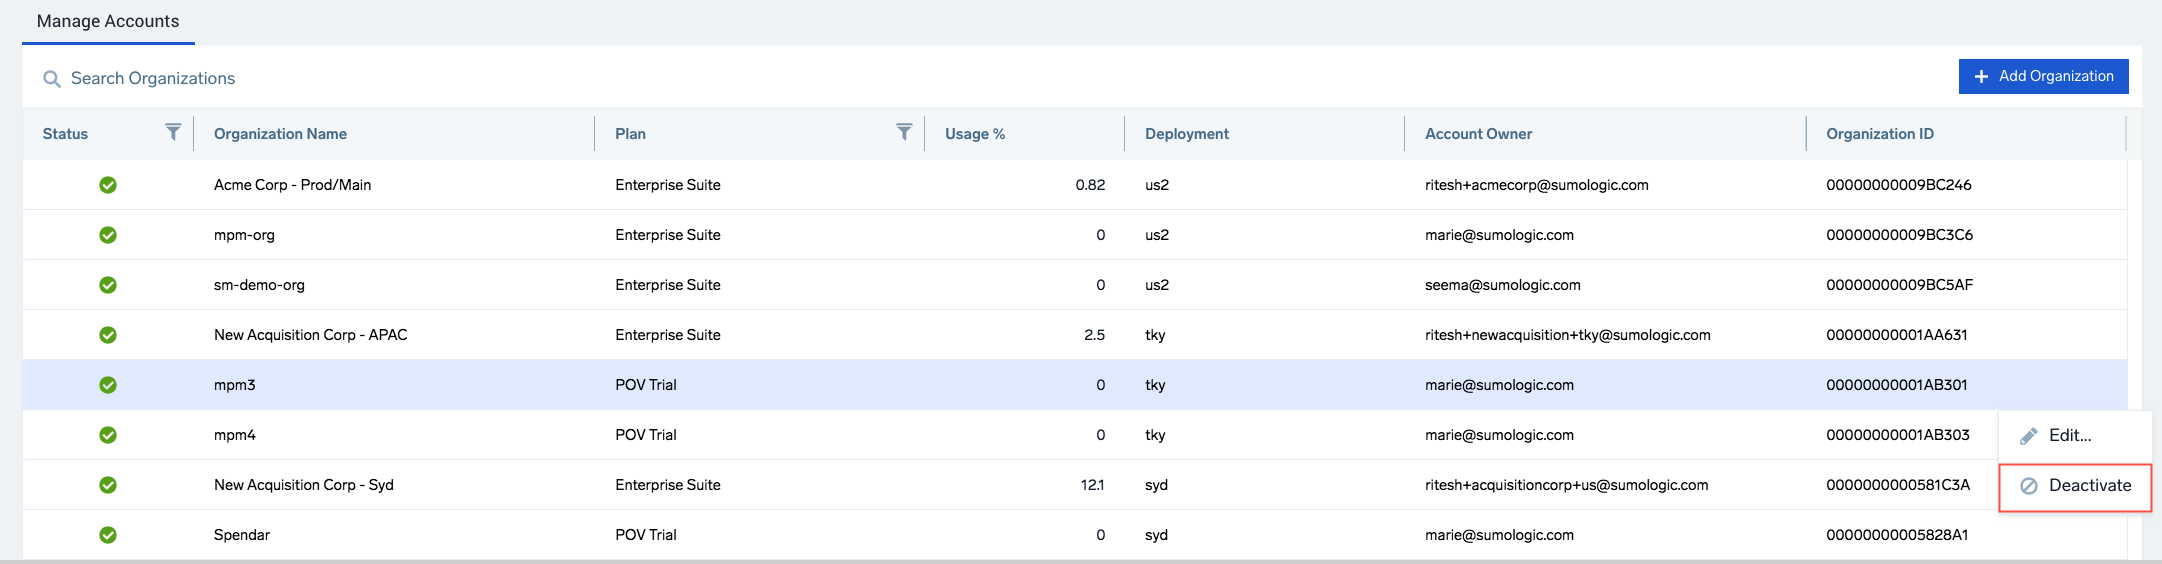 Manage Accounts
Search Organizations
Add Organization
Status Organization Name Plan Usage % Deployment Account Owner Organization ID
Acme Corp - Prod/Main Enterprise Suite 0.82 us2 ritesh+acmecorp@sumologic.com 00000000009BC246
mpm-org Enterprise Suite 0 us2 marie@sumologic.com 00000000009BC3C6
sm-demo-org Enterprise Suite 0 us2 seema@sumologic.com 00000000009BC5AF
New Acquisition Corp - APAC Enterprise Suite 2.5 tky ritesh+newacquisition+tky@sumologic.com 00000000001AA631
mpm3 POV Trial 0 tky marie@sumologic.com 00000000001AB301
mpm4 POV Trial 0 tky marie@sumologic.com 00000000001AB303 Edit...
New Acquisition Corp - Syd Enterprise Suite 12.1 syd ritesh+acquisitioncorp+us@sumologic.com 0000000000581C3A Deactivate
Spendar POV Trial 0 syd marie@sumologic.com 00000000005828A1